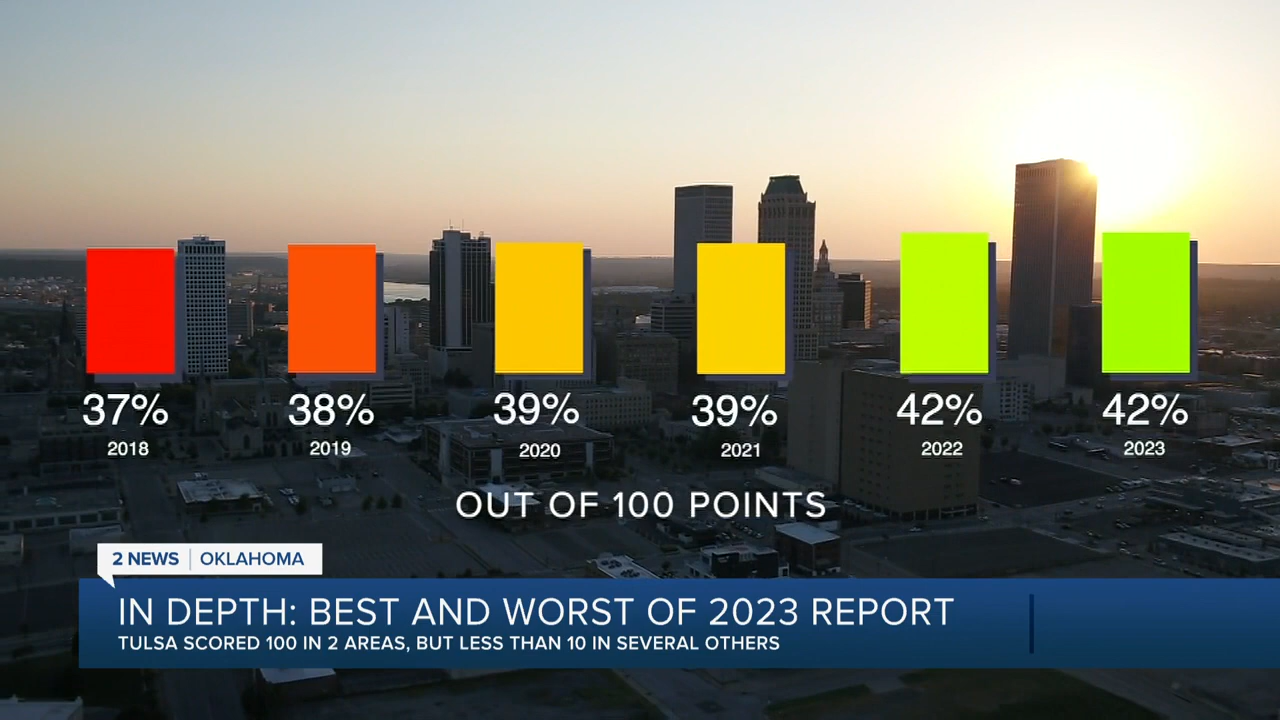 37% 38% 39% 39% 42% 42%
2018 2019 2020 2021 2022 2023
OUT OF 100 POINTS
2 NEWS | OKLAHOMA
IN DEPTH: BEST AND WORST OF 2023 REPORT
TULSA SCORED 100 IN 2 AREAS, BUT LESS THAN 10 IN SEVERAL OTHERS